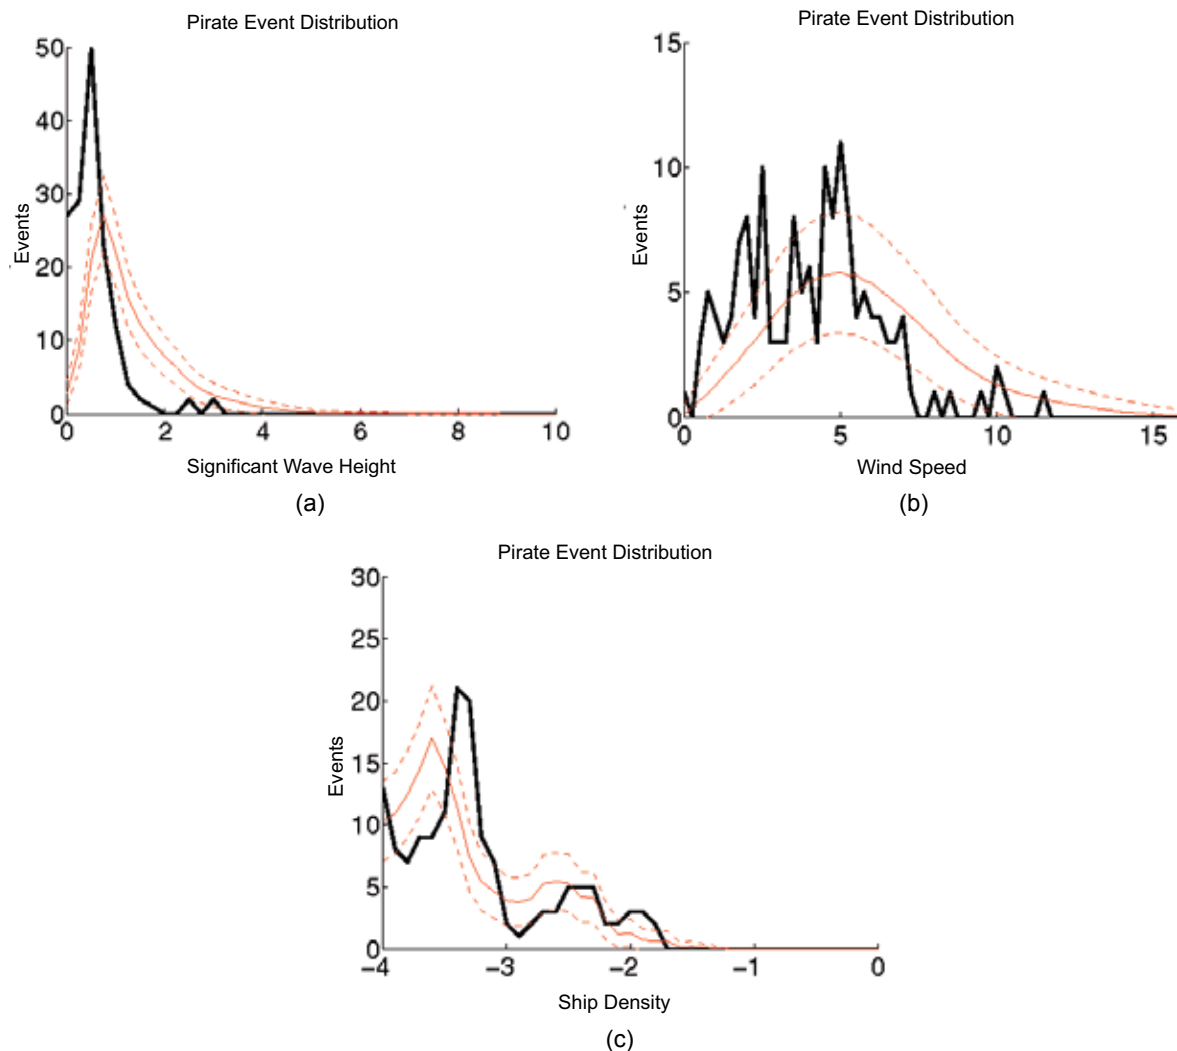 Pirate Event Distribution
50
40
30
20
10
0
Events
0 2 4 6 8 10
Significant Wave Height
(a)
Pirate Event Distribution
15
10
5
0
Events
0 5 10 15
Wind Speed
(b)
Pirate Event Distribution
30
25
20
15
10
5
0
Events
−4 −3 −2 −1 0
Ship Density
(c)